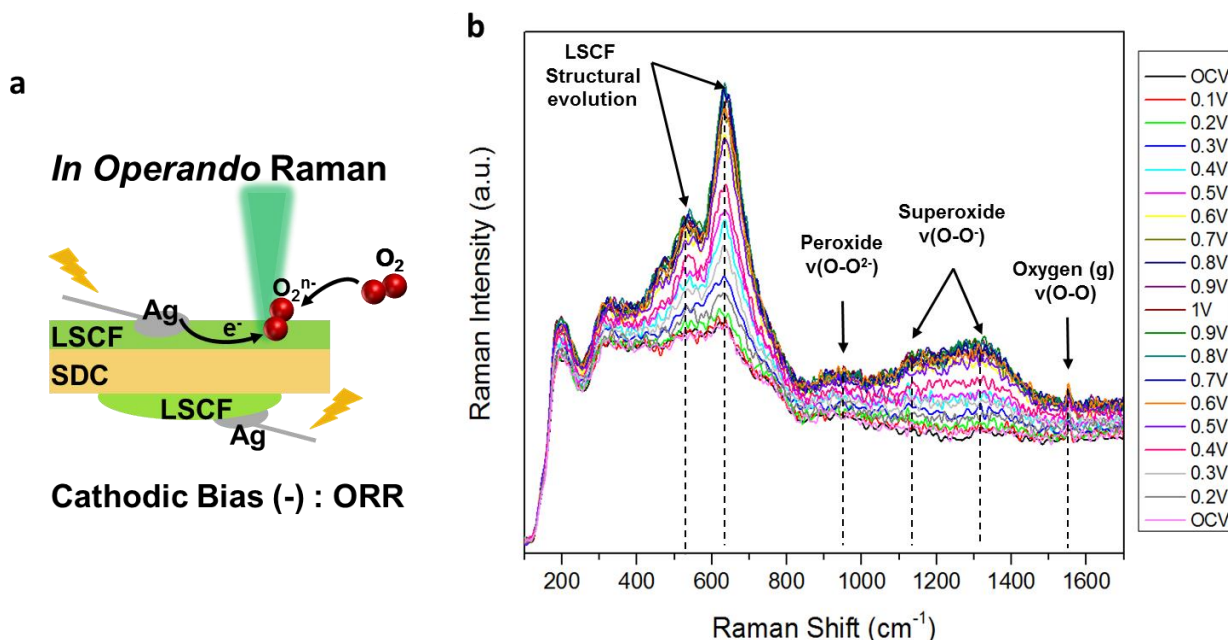 a
In Operando Raman
O₂
O₂ⁿ⁻
Ag
e⁻
LSCF
SDC
LSCF
Ag
Cathodic Bias (-) : ORR
b
LSCF
Structural
evolution
Peroxide
ν(O-O²⁻)
Superoxide
ν(O-O⁻)
Oxygen (g)
ν(O-O)
Raman Intensity (a.u.)
200 400 600 800 1000 1200 1400 1600
Raman Shift (cm⁻¹)
OCV
0.1V
0.2V
0.3V
0.4V
0.5V
0.6V
0.7V
0.8V
0.9V
1V
0.9V
0.8V
0.7V
0.6V
0.5V
0.4V
0.3V
0.2V
OCV